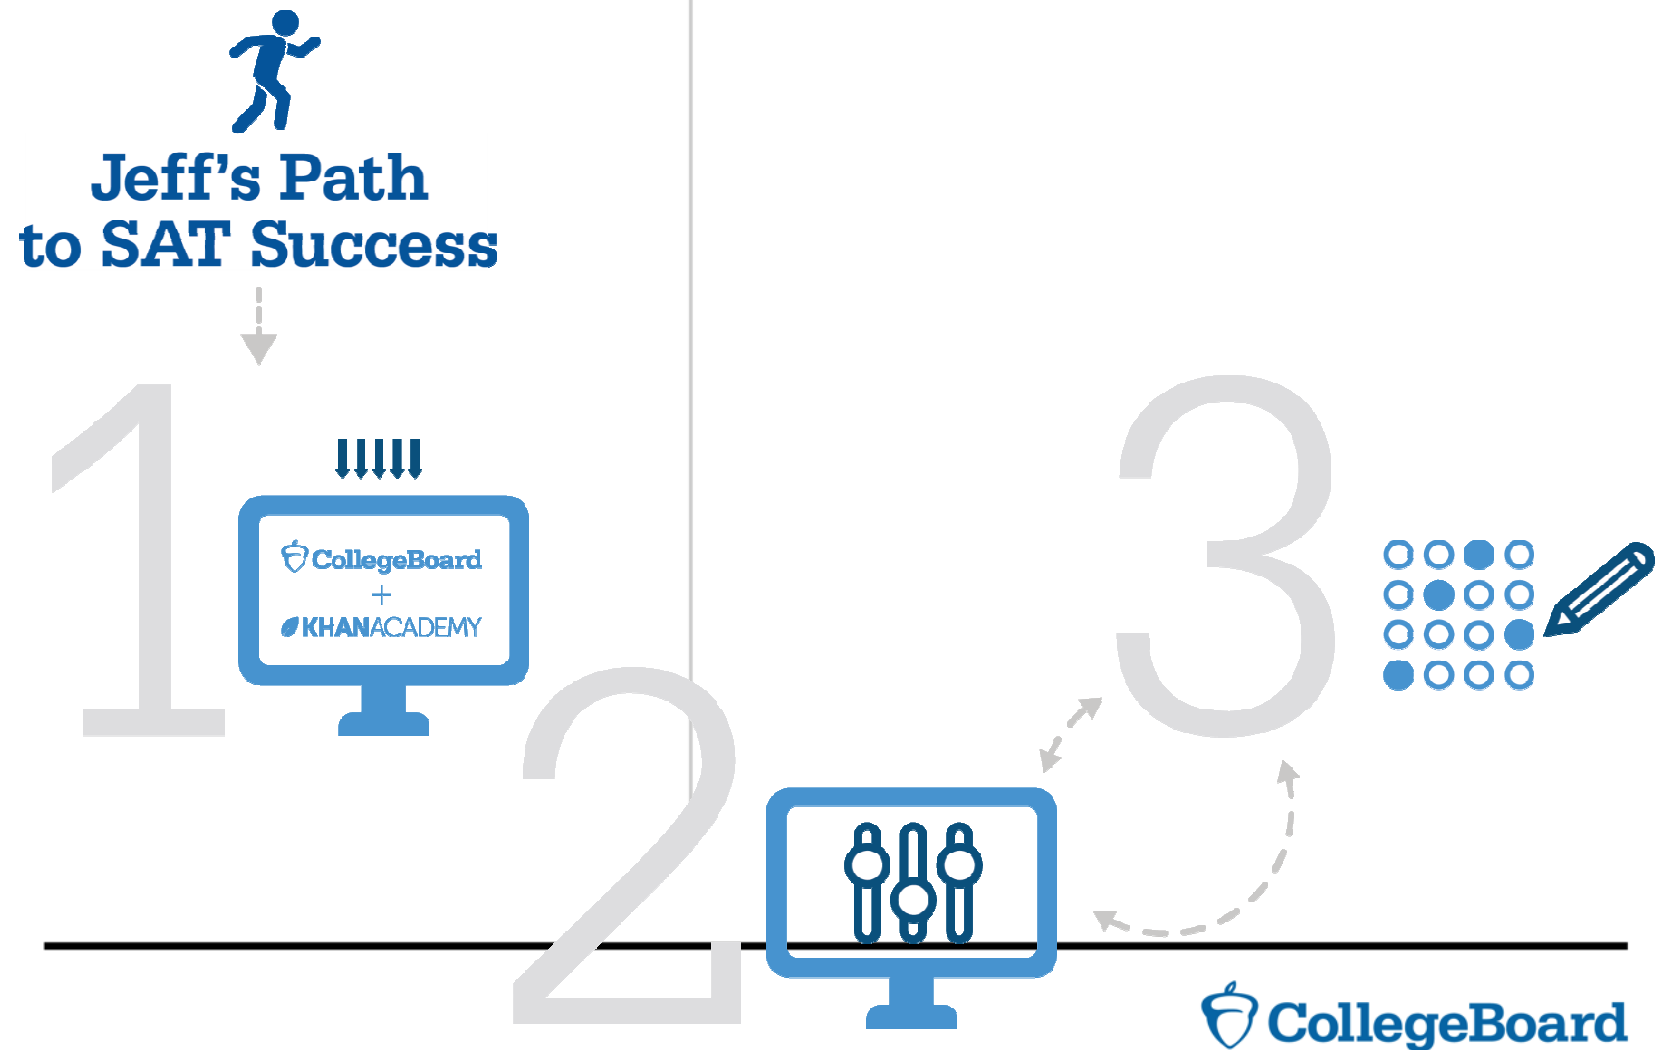 Jeff's Path
to SAT Success
1
CollegeBoard
+
KHANACADEMY
2
3
CollegeBoard